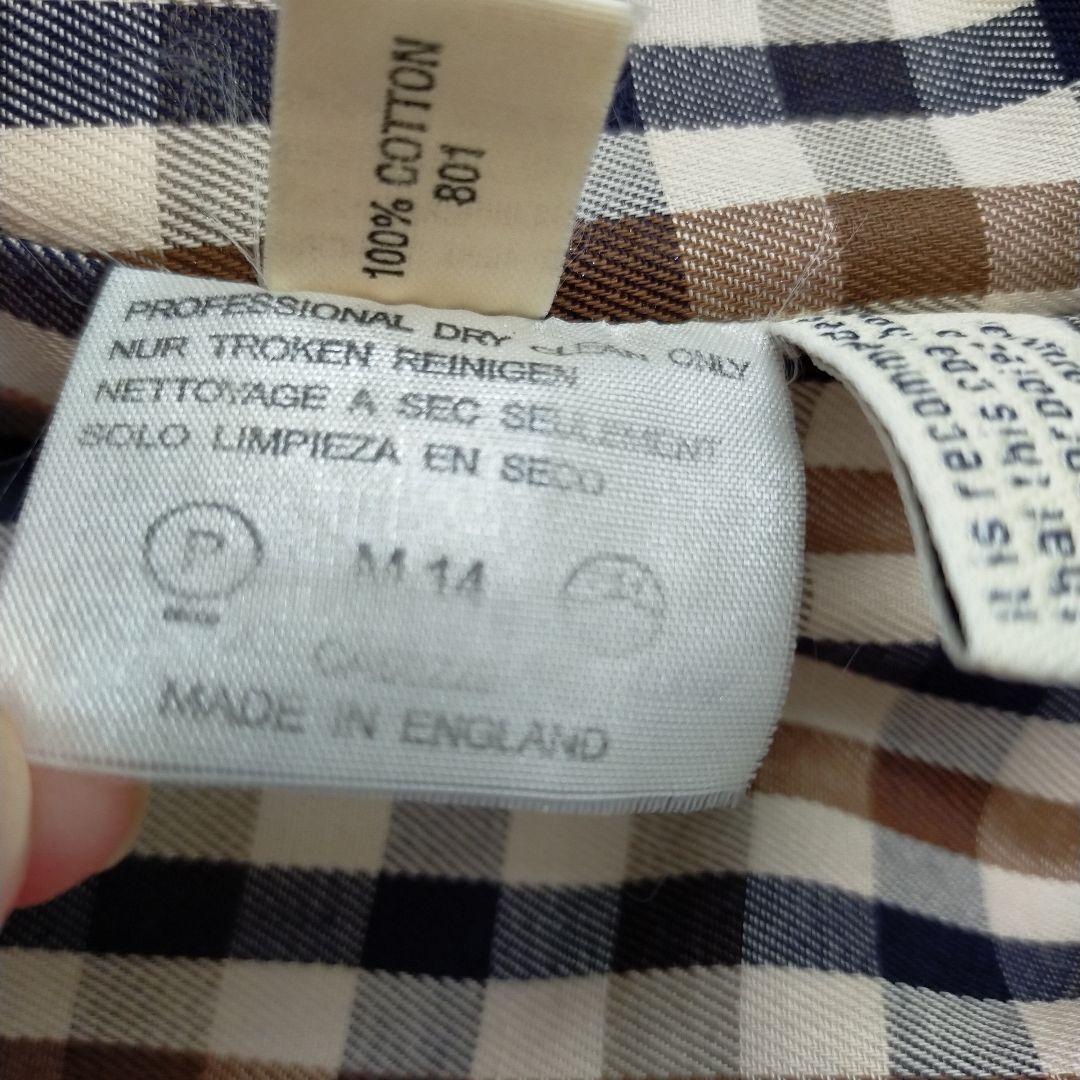 100% COTTON
801
PROFESSIONAL DRY CLEAN ONLY
NUR TROKEN REINIGEN
NETTOYAGE A SEC SEULEMENT
SOLO LIMPIEZA EN SECO
P
M 14
MADE IN ENGLAND
It is recommended
that this